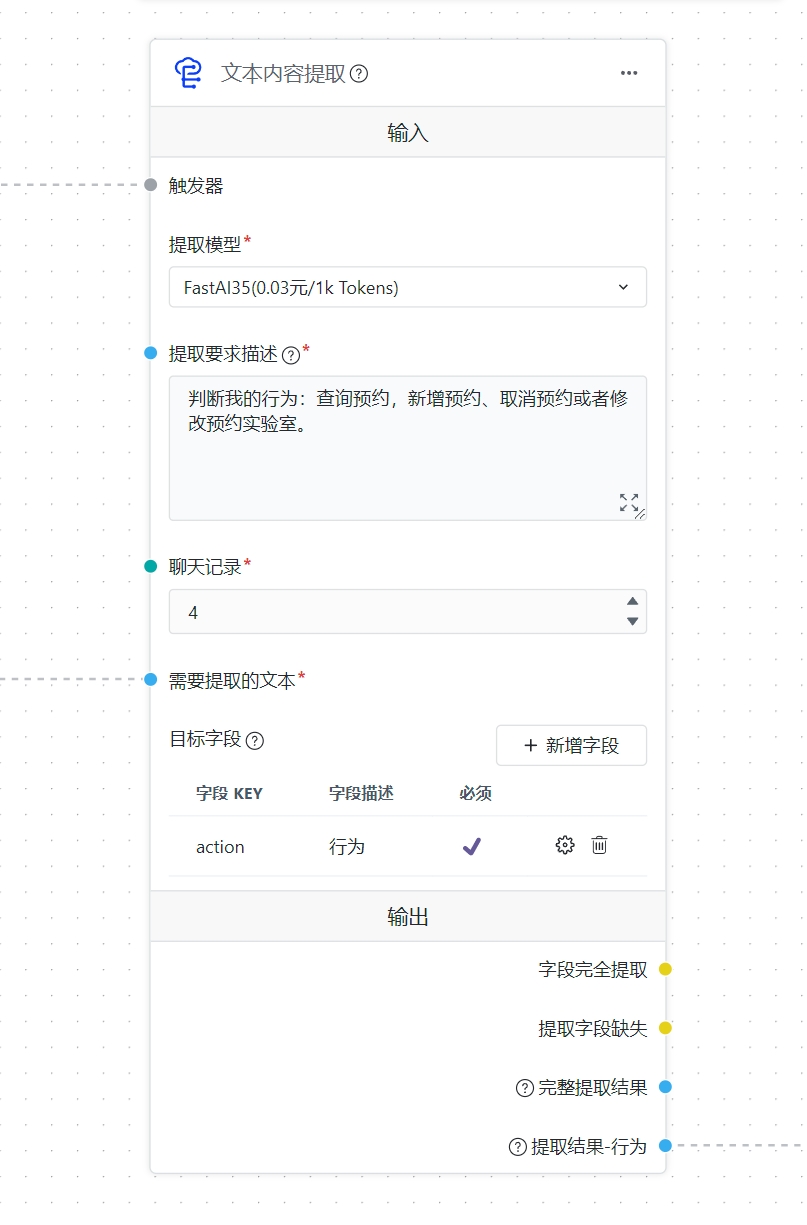 文本内容提取
输入
触发器
提取模型*
FastAI35(0.03元/1k Tokens)
提取要求描述 ? *
判断我的行为：查询预约，新增预约、取消预约或者修
改预约实验室。
聊天记录*
4
需要提取的文本*
目标字段 ? + 新增字段
字段 KEY 字段描述 必须
action 行为
输出
字段完全提取
提取字段缺失
? 完整提取结果
? 提取结果-行为